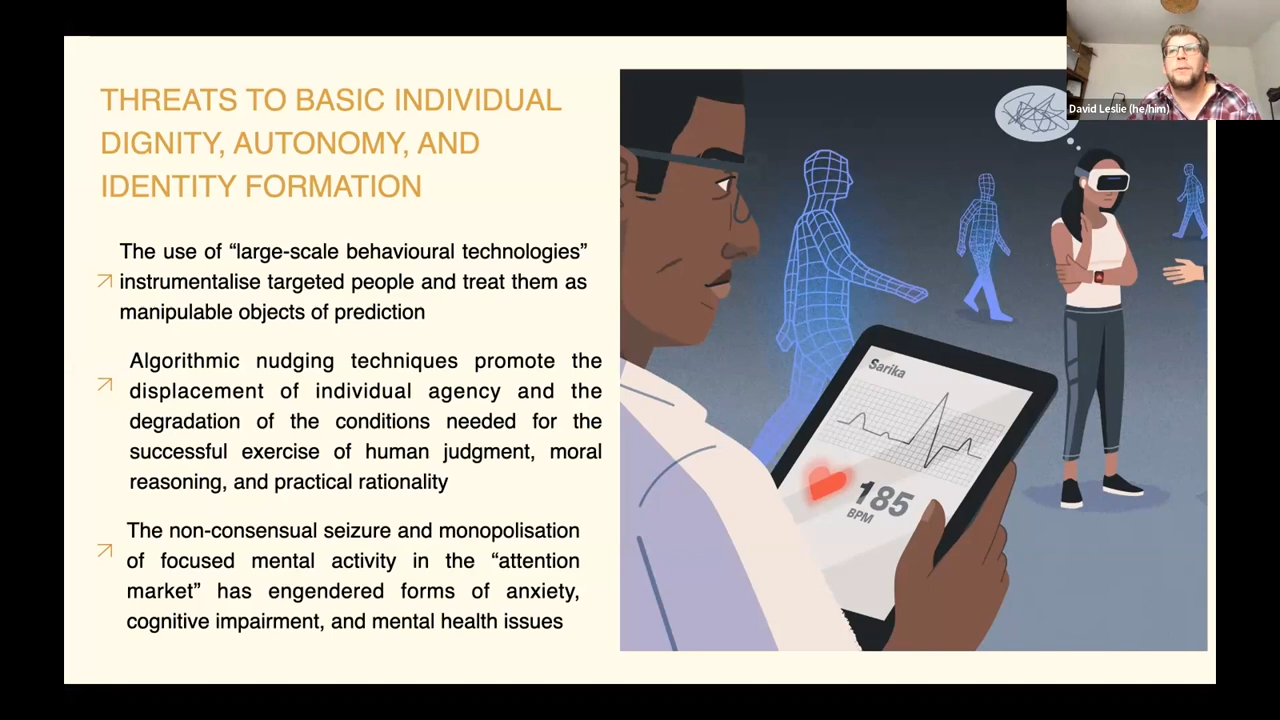 THREATS TO BASIC INDIVIDUAL
DIGNITY, AUTONOMY, AND
IDENTITY FORMATION
The use of “large-scale behavioural technologies”
instrumentalise targeted people and treat them as
manipulable objects of prediction
Algorithmic nudging techniques promote the
displacement of individual agency and the
degradation of the conditions needed for the
successful exercise of human judgment, moral
reasoning, and practical rationality
The non-consensual seizure and monopolisation
of focused mental activity in the “attention
market” has engendered forms of anxiety,
cognitive impairment, and mental health issues
Sarika
185
BPM
David Leslie (he/him)